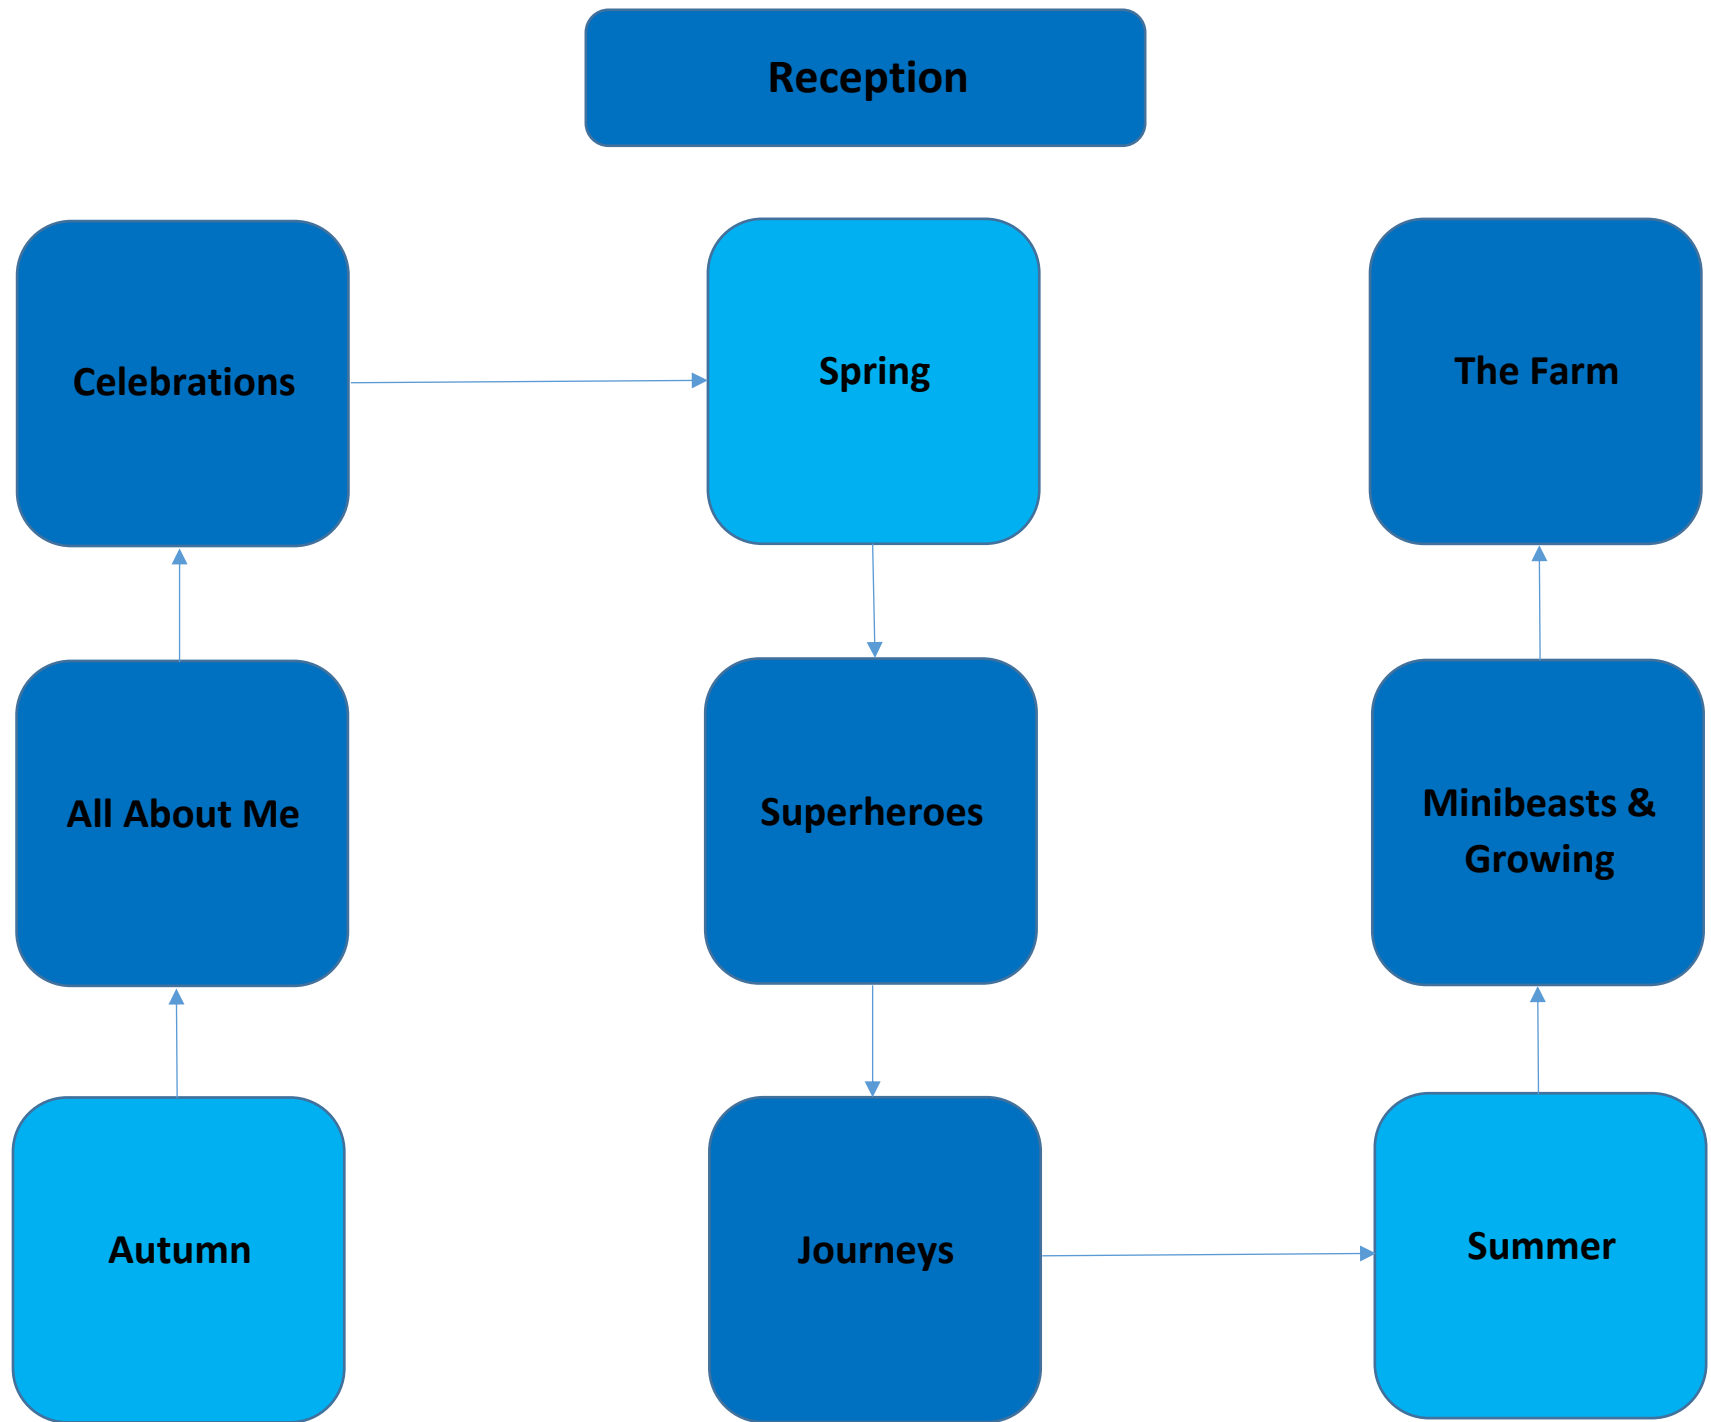 Reception
Celebrations
Spring
The Farm
All About Me
Superheroes
Minibeasts &
Growing
Autumn
Journeys
Summer